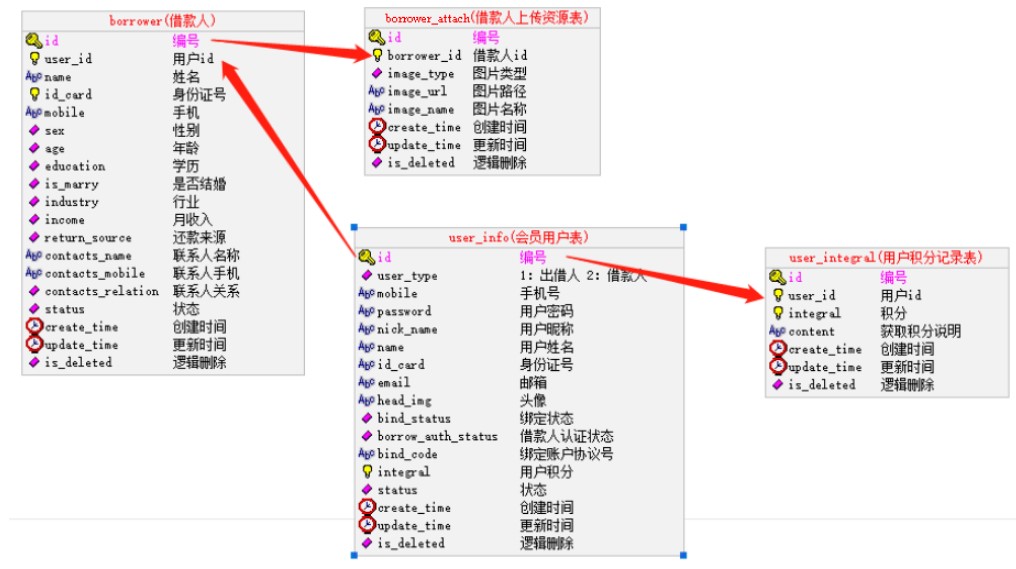 borrower(借款人)
id 编号
user_id 用户id
name 姓名
id_card 身份证号
mobile 手机
sex 性别
age 年龄
education 学历
is_marry 是否结婚
industry 行业
income 月收入
return_source 还款来源
contacts_name 联系人名称
contacts_mobile 联系人手机
contacts_relation 联系人关系
status 状态
create_time 创建时间
update_time 更新时间
is_deleted 逻辑删除
borrower_attach(借款人上传资源表)
id 编号
borrower_id 借款人id
image_type 图片类型
image_url 图片路径
image_name 图片名称
create_time 创建时间
update_time 更新时间
is_deleted 逻辑删除
user_info(会员用户表)
id 编号
user_type 1: 出借人 2: 借款人
mobile 手机号
password 用户密码
nick_name 用户昵称
name 用户姓名
id_card 身份证号
email 邮箱
head_img 头像
bind_status 绑定状态
borrow_auth_status 借款人认证状态
bind_code 绑定账户协议号
integral 用户积分
status 状态
create_time 创建时间
update_time 更新时间
is_deleted 逻辑删除
user_integral(用户积分记录表)
id 编号
user_id 用户id
integral 积分
content 获取积分说明
create_time 创建时间
update_time 更新时间
is_deleted 逻辑删除